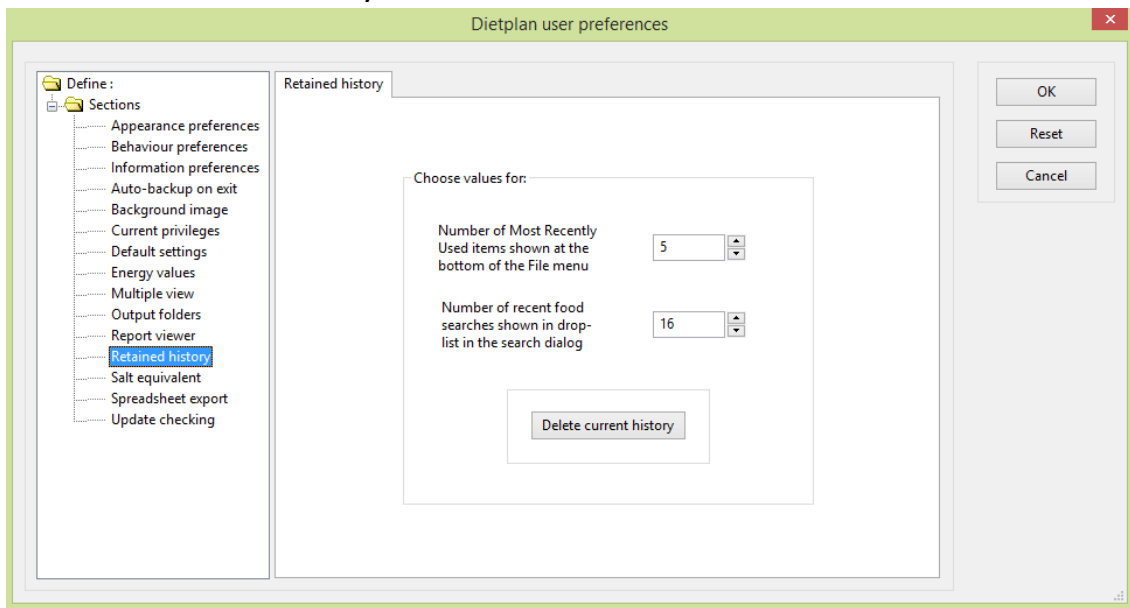 Dietplan user preferences
Define :
Sections
Appearance preferences
Behaviour preferences
Information preferences
Auto-backup on exit
Background image
Current privileges
Default settings
Energy values
Multiple view
Output folders
Report viewer
Retained history
Salt equivalent
Spreadsheet export
Update checking
Retained history
Choose values for:
Number of Most Recently
Used items shown at the
bottom of the File menu
5
Number of recent food
searches shown in drop-
list in the search dialog
16
Delete current history
OK
Reset
Cancel